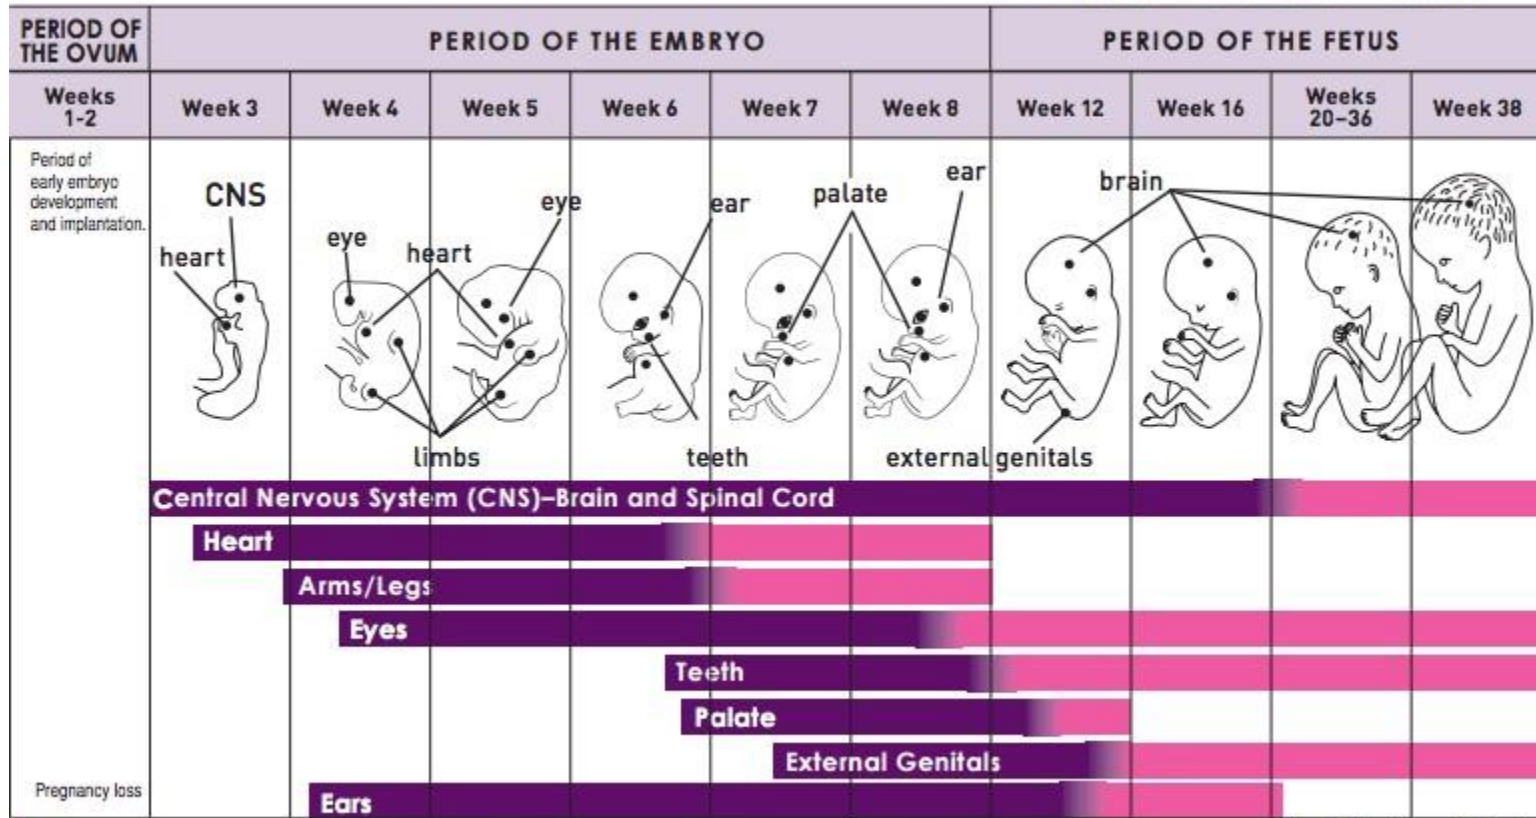 PERIOD OF
THE OVUM
PERIOD OF THE EMBRYO
PERIOD OF THE FETUS
Weeks
1-2
Week 3
Week 4
Week 5
Week 6
Week 7
Week 8
Week 12
Week 16
Weeks
20–36
Week 38
Period of
early embryo
development
and implantation.
CNS
heart
eye
heart
eye
ear
palate
ear
brain
limbs
teeth
external genitals
Central Nervous System (CNS)–Brain and Spinal Cord
Heart
Arms/Legs
Eyes
Teeth
Palate
External Genitals
Pregnancy loss
Ears